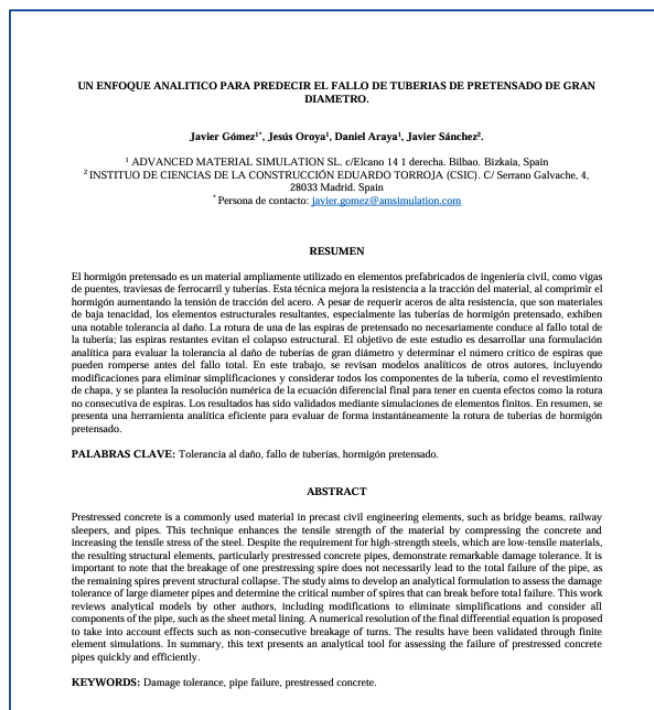 UN ENFOQUE ANALITICO PARA PREDECIR EL FALLO DE TUBERIAS DE PRETENSADO DE GRAN
DIAMETRO.
Javier Gómez¹*, Jesús Oroya¹, Daniel Araya¹, Javier Sánchez².
¹ ADVANCED MATERIAL SIMULATION SL. c/Elcano 14 1 derecha. Bilbao. Bizkaia, Spain
² INSTITUO DE CIENCIAS DE LA CONSTRUCCIÓN EDUARDO TORROJA (CSIC). C/ Serrano Galvache, 4,
28033 Madrid. Spain
* Persona de contacto: javier.gomez@amsimulation.com
RESUMEN
El hormigón pretensado es un material ampliamente utilizado en elementos prefabricados de ingeniería civil, como vigas
de puentes, traviesas de ferrocarril y tuberías. Esta técnica mejora la resistencia a la tracción del material, al comprimir el
hormigón aumentando la tensión de tracción del acero. A pesar de requerir aceros de alta resistencia, que son materiales
de baja tenacidad, los elementos estructurales resultantes, especialmente las tuberías de hormigón pretensado, exhiben
una notable tolerancia al daño. La rotura de una de las espiras de pretensado no necesariamente conduce al fallo total de
la tubería; las espiras restantes evitan el colapso estructural. El objetivo de este estudio es desarrollar una formulación
analítica para evaluar la tolerancia al daño de tuberías de gran diámetro y determinar el número crítico de espiras que
pueden romperse antes del fallo total. En este trabajo, se revisan modelos analíticos de otros autores, incluyendo
modificaciones para eliminar simplificaciones y considerar todos los componentes de la tubería, como el revestimiento
de chapa, y se plantea la resolución numérica de la ecuación diferencial final para tener en cuenta efectos como la rotura
no consecutiva de espiras. Los resultados has sido validados mediante simulaciones de elementos finitos. En resumen, se
presenta una herramienta analítica eficiente para evaluar de forma instantáneamente la rotura de tuberías de hormigón
pretensado.
PALABRAS CLAVE: Tolerancia al daño, fallo de tuberías, hormigón pretensado.
ABSTRACT
Prestressed concrete is a commonly used material in precast civil engineering elements, such as bridge beams, railway
sleepers, and pipes. This technique enhances the tensile strength of the material by compressing the concrete and
increasing the tensile stress of the steel. Despite the requirement for high-strength steels, which are low-tensile materials,
the resulting structural elements, particularly prestressed concrete pipes, demonstrate remarkable damage tolerance. It is
important to note that the breakage of one prestressing spire does not necessarily lead to the total failure of the pipe, as
the remaining spires prevent structural collapse. The study aims to develop an analytical formulation to assess the damage
tolerance of large diameter pipes and determine the critical number of spires that can break before total failure. This work
reviews analytical models by other authors, including modifications to eliminate simplifications and consider all
components of the pipe, such as the sheet metal lining. A numerical resolution of the final differential equation is proposed
to take into account effects such as non-consecutive breakage of turns. The results have been validated through finite
element simulations. In summary, this text presents an analytical tool for assessing the failure of prestressed concrete
pipes quickly and efficiently.
KEYWORDS: Damage tolerance, pipe failure, prestressed concrete.